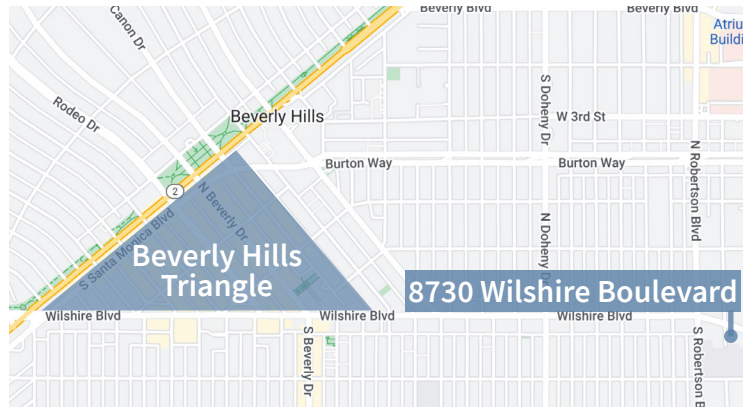 Beverly Blvd
Beverly Blvd
Canon Dr
Rodeo Dr
Beverly Hills
S Doheny Dr
W 3rd St
Burton Way
Burton Way
N Robertson Blvd
2
N Beverly Dr
S Santa Monica Blvd
Beverly Hills
Triangle
N Doheny Dr
8730 Wilshire Boulevard
Wilshire Blvd
Wilshire Blvd
Wilshire Blvd
S Beverly Dr
S Robertson B